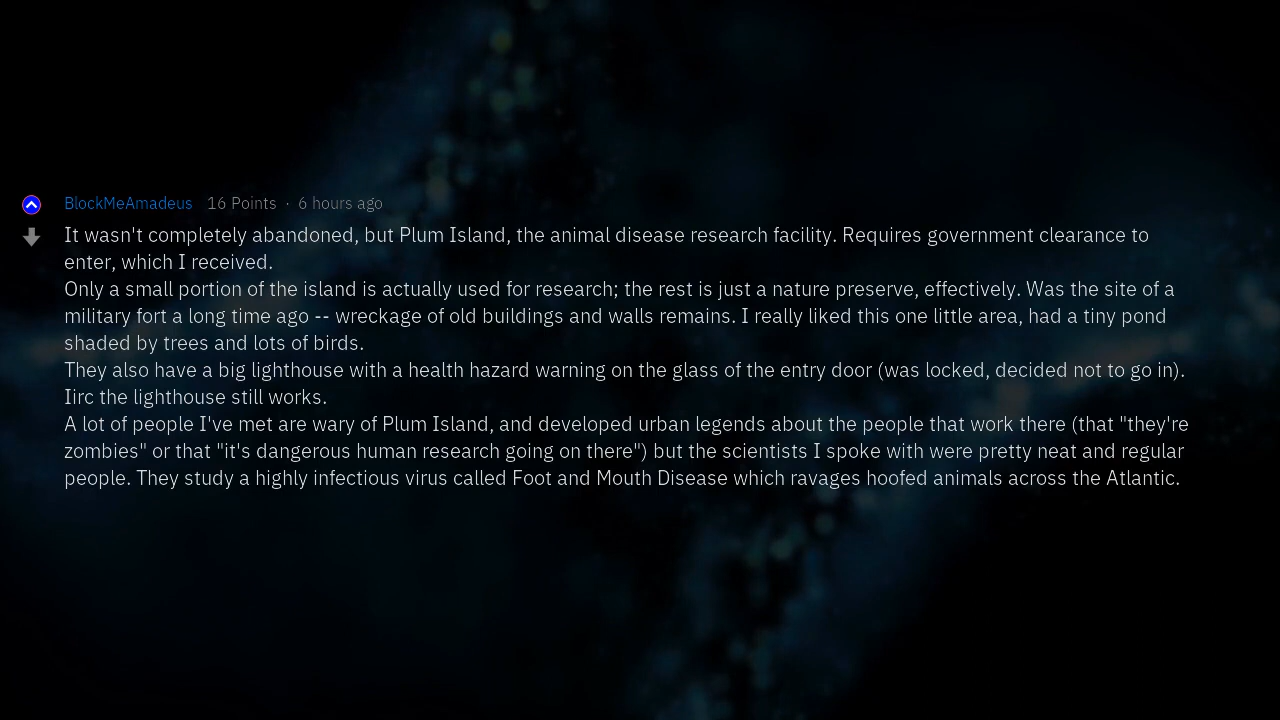 BlockMeAmadeus 16 Points · 6 hours ago
It wasn't completely abandoned, but Plum Island, the animal disease research facility. Requires government clearance to
enter, which I received.
Only a small portion of the island is actually used for research; the rest is just a nature preserve, effectively. Was the site of a
military fort a long time ago -- wreckage of old buildings and walls remains. I really liked this one little area, had a tiny pond
shaded by trees and lots of birds.
They also have a big lighthouse with a health hazard warning on the glass of the entry door (was locked, decided not to go in).
Iirc the lighthouse still works.
A lot of people I've met are wary of Plum Island, and developed urban legends about the people that work there (that "they're
zombies" or that "it's dangerous human research going on there") but the scientists I spoke with were pretty neat and regular
people. They study a highly infectious virus called Foot and Mouth Disease which ravages hoofed animals across the Atlantic.